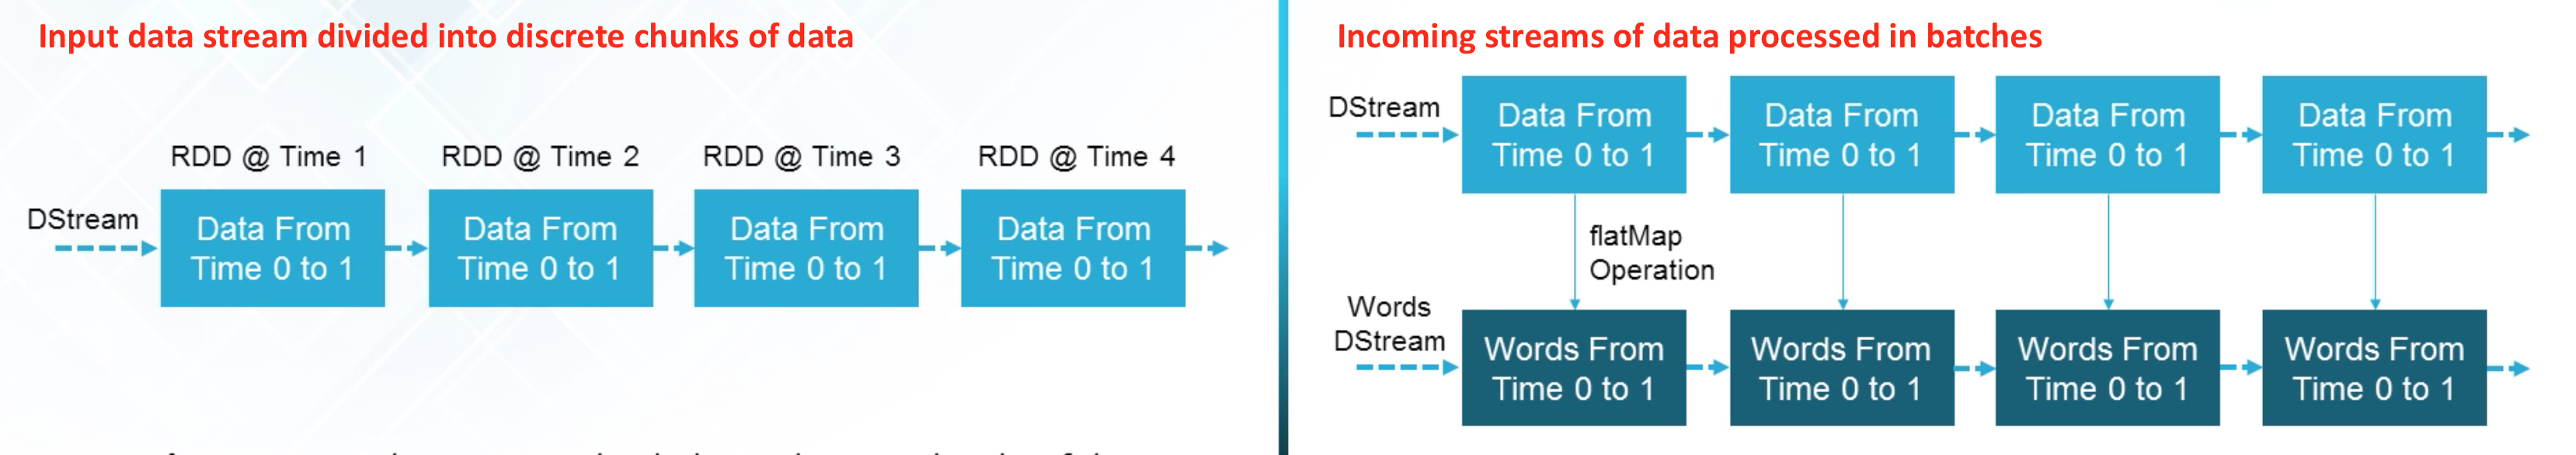 Input data stream divided into discrete chunks of data
RDD @ Time 1
RDD @ Time 2
RDD @ Time 3
RDD @ Time 4
DStream
Data From
Time 0 to 1
Data From
Time 0 to 1
Data From
Time 0 to 1
Data From
Time 0 to 1
Incoming streams of data processed in batches
DStream
Data From
Time 0 to 1
Data From
Time 0 to 1
Data From
Time 0 to 1
Data From
Time 0 to 1
flatMap
Operation
Words
DStream
Words From
Time 0 to 1
Words From
Time 0 to 1
Words From
Time 0 to 1
Words From
Time 0 to 1